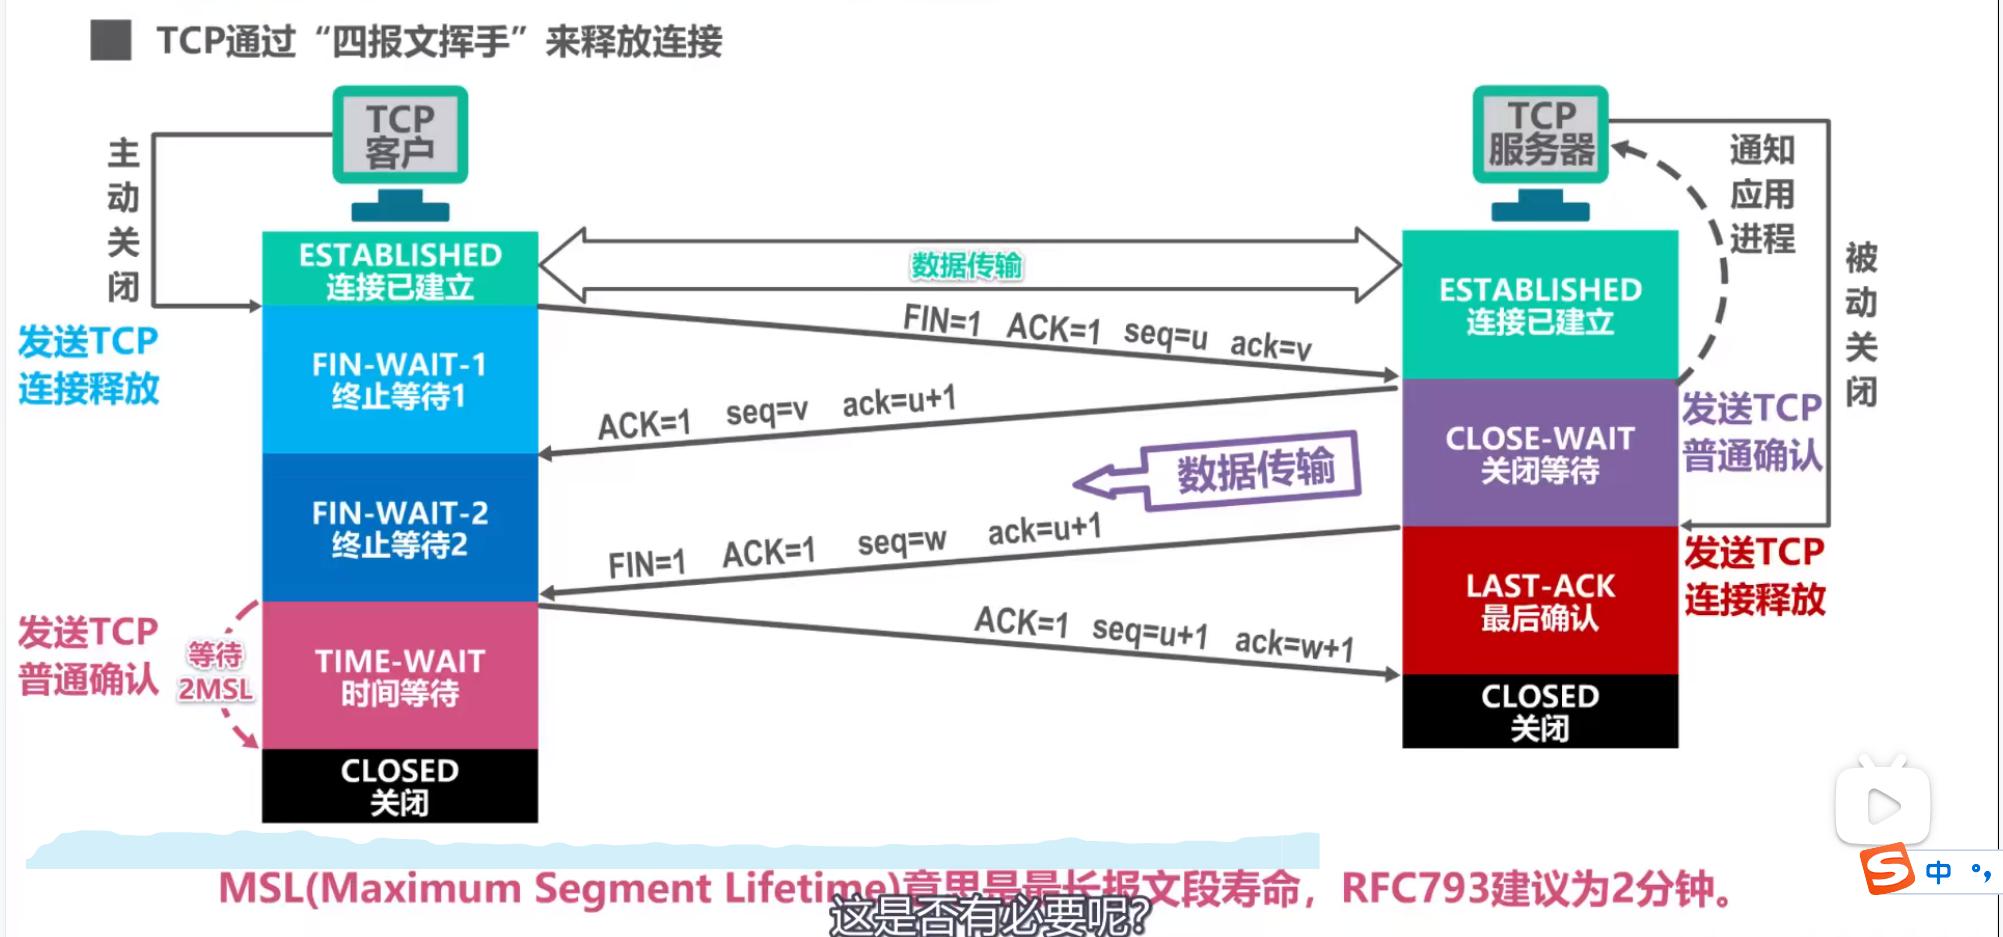 TCP通过“四报文挥手”来释放连接
TCP
客户
TCP
服务器
主
动
关
闭
通知
应用
进程
被
动
关
闭
ESTABLISHED
连接已建立
数据传输
ESTABLISHED
连接已建立
发送TCP
连接释放
FIN=1 ACK=1 seq=u ack=v
FIN-WAIT-1
终止等待1
ACK=1 seq=v ack=u+1
发送TCP
普通确认
CLOSE-WAIT
关闭等待
数据传输
FIN-WAIT-2
终止等待2
FIN=1 ACK=1 seq=w ack=u+1
发送TCP
连接释放
LAST-ACK
最后确认
发送TCP
普通确认
等待
2MSL
TIME-WAIT
时间等待
ACK=1 seq=u+1 ack=w+1
CLOSED
关闭
CLOSED
关闭
MSL(Maximum Segment Lifetime)意思是最长报文段寿命，RFC793建议为2分钟。
这是否有必要呢?
中 °,